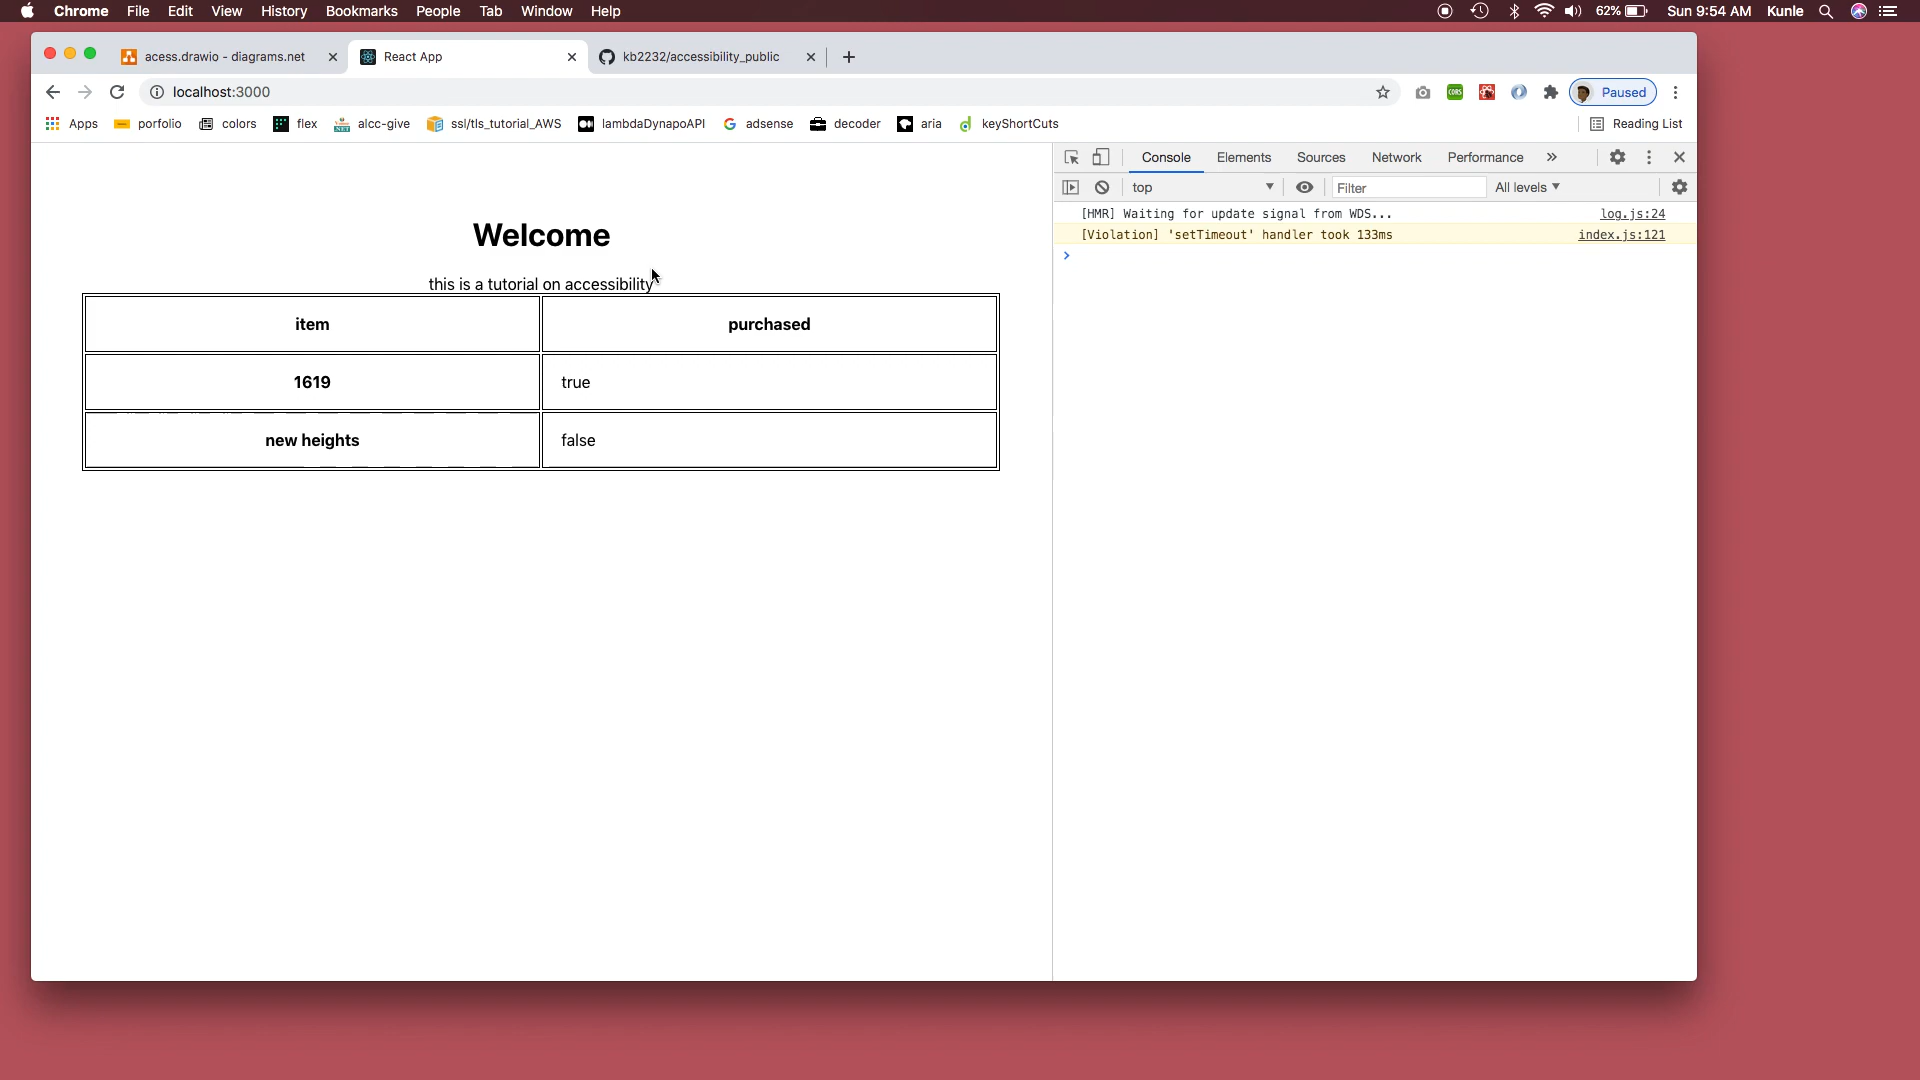 Chrome File Edit View History Bookmarks People Tab Window Help 62% Sun 9:54 AM Kunle
acess.drawio - diagrams.net React App kb2232/accessibility_public
localhost:3000 CORS Paused
Apps porfolio colors flex alcc-give ssl/tls_tutorial_AWS lambdaDynapoAPI adsense decoder aria keyShortCuts Reading List
Console Elements Sources Network Performance
top Filter All levels
[HMR] Waiting for update signal from WDS... log.js:24
[Violation] 'setTimeout' handler took 133ms index.js:121
Welcome
this is a tutorial on accessibility
item purchased
1619 true
new heights false